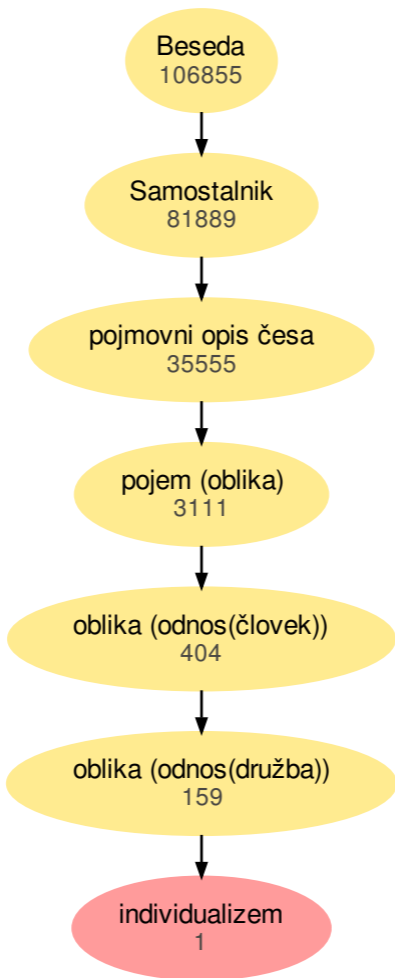 Beseda
106855
Samostalnik
81889
pojmovni opis česa
35555
pojem (oblika)
3111
oblika (odnos(človek))
404
oblika (odnos(družba))
159
individualizem
1